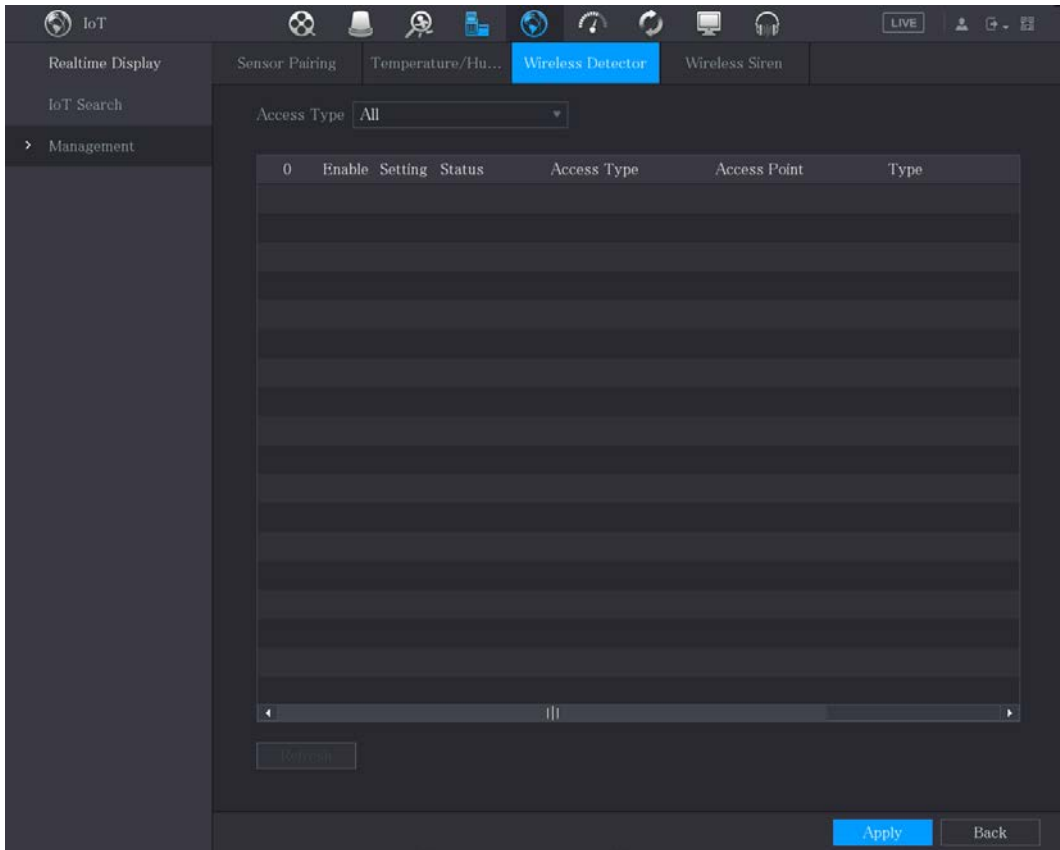 IoT
LIVE
Realtime Display
Sensor Pairing
Temperature/Hu...
Wireless Detector
Wireless Siren
IoT Search
Access Type All
Management
0 Enable Setting Status Access Type Access Point Type
Refresh
Apply
Back